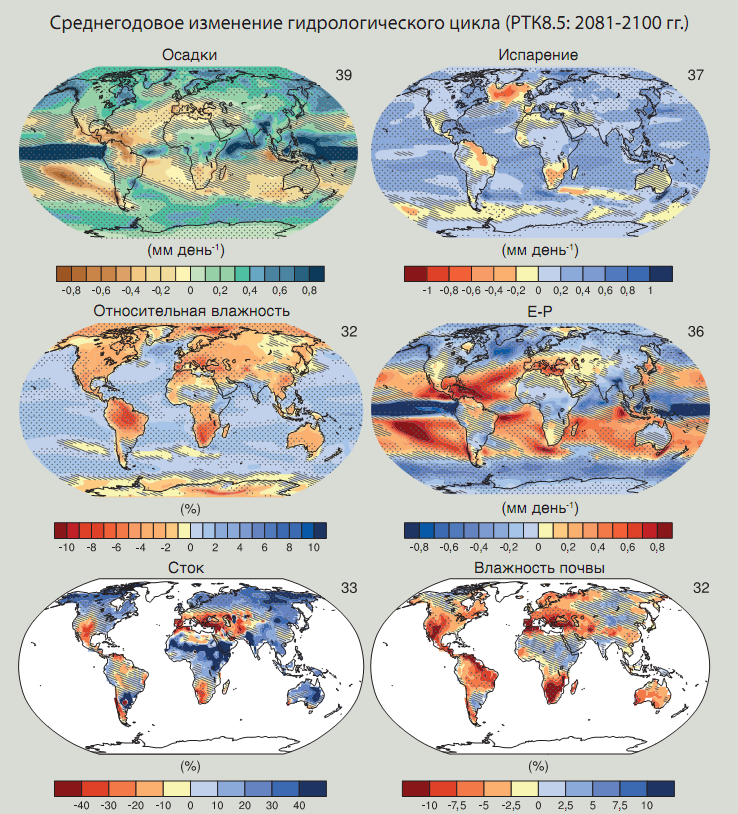 Среднегодовое изменение гидрологического цикла (РТК8.5: 2081-2100 гг.)
Осадки
39
(мм день-1)
-0,8 -0,6 -0,4 -0,2 0 0,2 0,4 0,6 0,8
Испарение
37
(мм день-1)
-1 -0,8 -0,6 -0,4 -0,2 0 0,2 0,4 0,6 0,8 1
Относительная влажность
32
(%)
-10 -8 -6 -4 -2 0 2 4 6 8 10
E-P
36
(мм день-1)
-0,8 -0,6 -0,4 -0,2 0 0,2 0,4 0,6 0,8
Сток
33
(%)
-40 -30 -20 -10 0 10 20 30 40
Влажность почвы
32
(%)
-10 -7,5 -5 -2,5 0 2,5 5 7,5 10